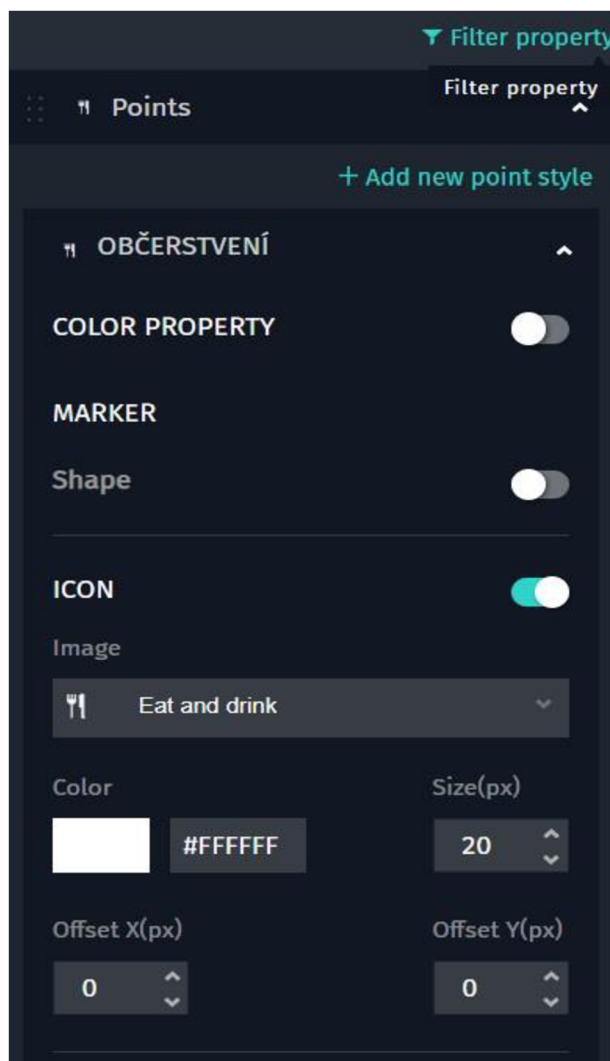 Filter property
Filter property
Points
+ Add new point style
OBČERSTVENÍ
COLOR PROPERTY
MARKER
Shape
ICON
Image
Eat and drink
Color Size(px)
#FFFFFF 20
Offset X(px) Offset Y(px)
0 0